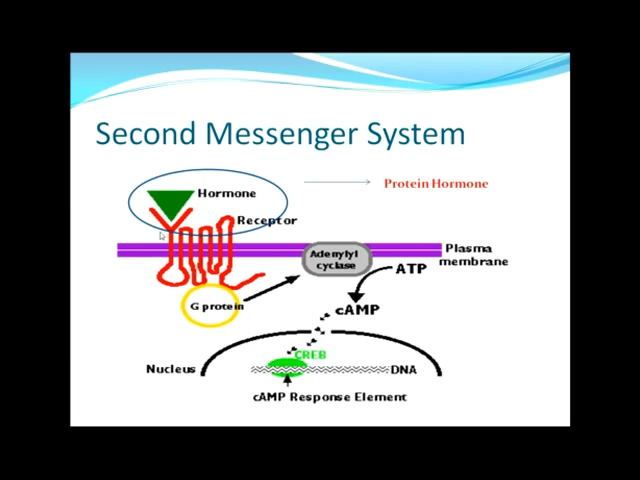 Second Messenger System
Hormone
Protein Hormone
Receptor
Adenylyl
cyclase
Plasma
membrane
ATP
G protein
cAMP
CREB
Nucleus
DNA
cAMP Response Element